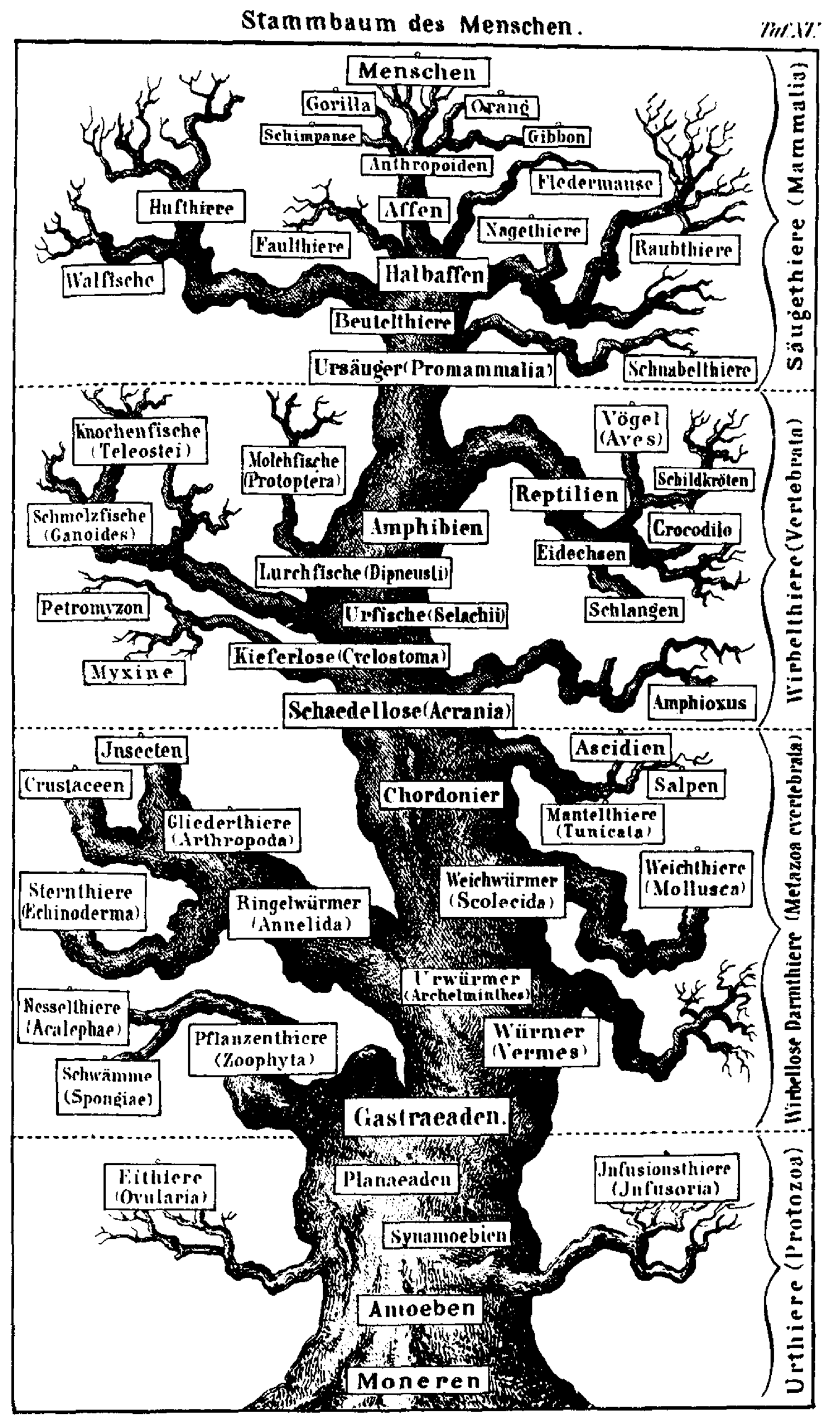 Stammbaum des Menschen.
Taf. XV.
Menschen
Gorilla
Orang
Schimpanse
Gibbon
Anthropoiden
Fledermäuse
Hufthiere
Affen
Nagethiere
Faulthiere
Raubthiere
Walfische
Halbaffen
Beutelthiere
Ursäuger (Promammalia)
Schnabelthiere
Säugethiere (Mammalia)
Knochenfische
(Teleostei)
Vögel
(Aves)
Molchfische
(Protoptera)
Schildkröten
Reptilien
Schmelzfische
(Ganoides)
Amphibien
Crocodile
Eidechsen
Lurchfische (Dipneusti)
Petromyzon
Urfische (Selachii)
Schlangen
Kieferlose (Cyclostoma)
Myxine
Amphioxus
Schaedellose (Acrania)
Wirbelthiere (Vertebrata)
Jnsecten
Ascidien
Crustaceen
Salpen
Chordonier
Gliederthiere
(Arthropoda)
Mantelthiere
(Tunicata)
Sternthiere
(Echinoderma)
Weichwürmer
(Scolecida)
Weichthiere
(Mollusca)
Ringelwürmer
(Annelida)
Urwürmer
(Archelminthes)
Nesselthiere
(Acalephae)
Pflanzenthiere
(Zoophyta)
Würmer
(Vermes)
Schwämme
(Spongiae)
Gastraeaden.
Wirbellose Darmthiere (Metazoa evertebrata)
Eithiere
(Ovularia)
Planaeaden
Jnfusionsthiere
(Jnfusoria)
Synamoebien
Amoeben
Moneren
Urthiere (Protozoa)